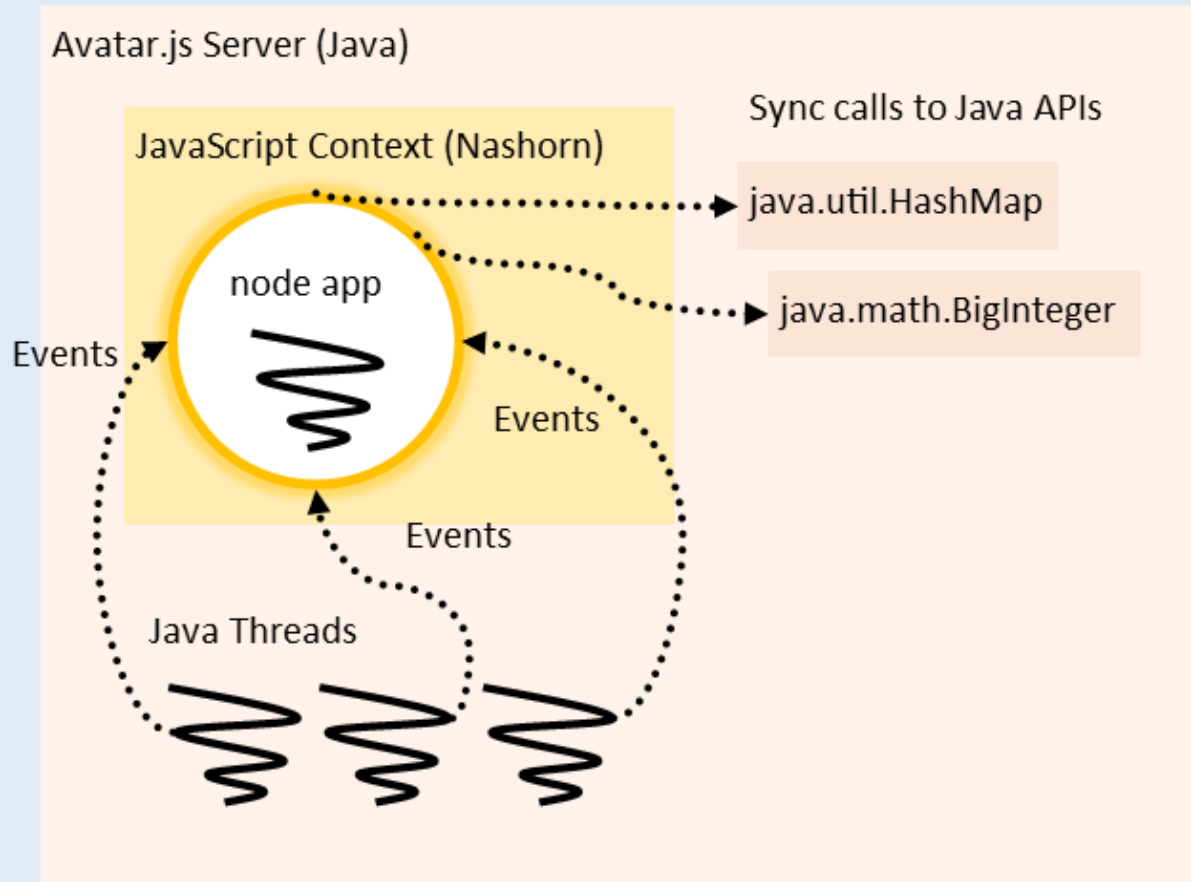 Avatar.js Server (Java)
Sync calls to Java APIs
JavaScript Context (Nashorn)
java.util.HashMap
node app
java.math.BigInteger
Events
Events
Events
Java Threads